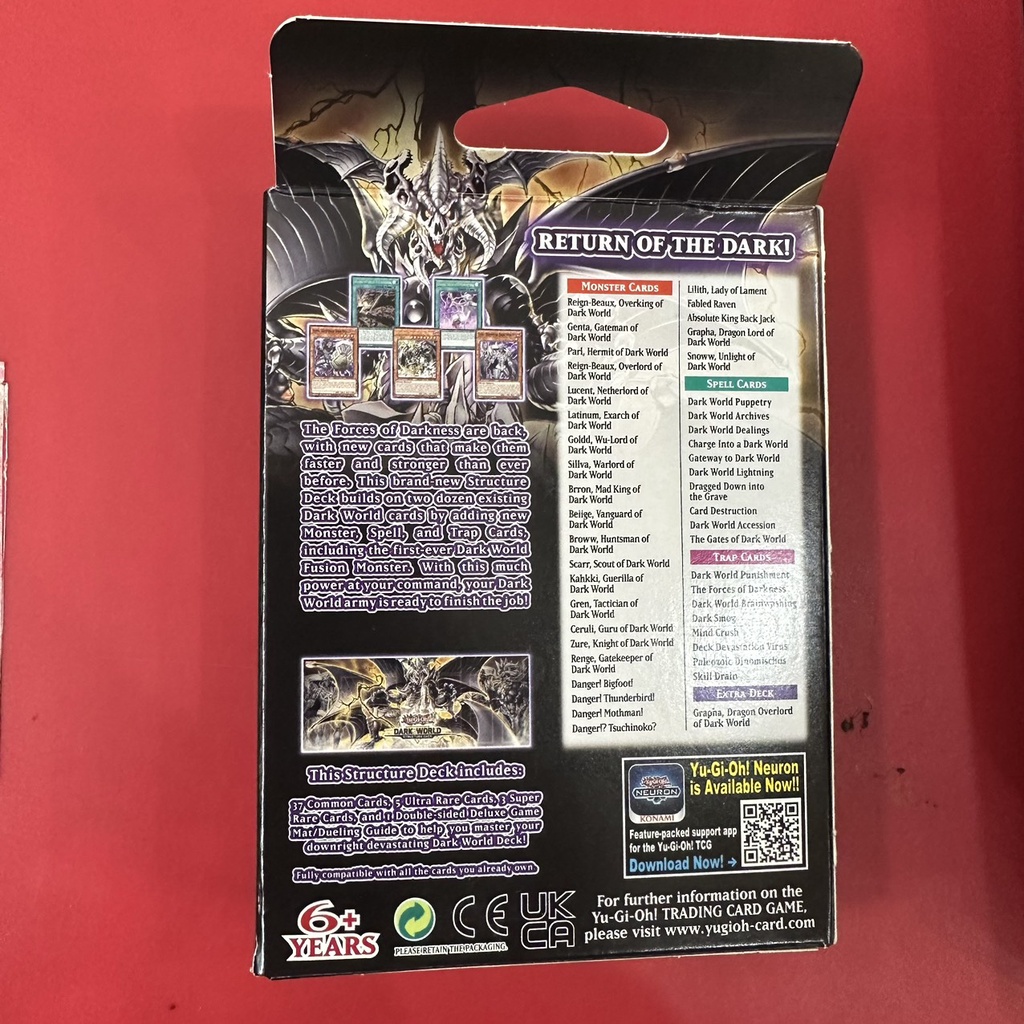 RETURN OF THE DARK!
The Forces of Darkness are back,
with new cards that make them
faster and stronger than ever
before. This brand-new Structure
Deck builds on two dozen existing
Dark World cards by adding new
Monster, Spell, and Trap Cards,
including the first-ever Dark World
Fusion Monster. With this much
power at your command, your Dark
World army is ready to finish the job!
DARK WORLD
This Structure Deck includes:
37 Common Cards, 5 Ultra Rare Cards, 3 Super
Rare Cards, and 1 Double-sided Deluxe Game
Mat/Dueling Guide to help you master your
downright devastating Dark World Deck!
Fully compatible with all the cards you already own
MONSTER CARDS
Reign-Beaux, Overking of
Dark World
Genta, Gateman of
Dark World
Parl, Hermit of Dark World
Reign-Beaux, Overlord of
Dark World
Lucent, Netherlord of
Dark World
Latinum, Exarch of
Dark World
Goldd, Wu-Lord of
Dark World
Sillva, Warlord of
Dark World
Brron, Mad King of
Dark World
Beiige, Vanguard of
Dark World
Broww, Huntsman of
Dark World
Scarr, Scout of Dark World
Kahkki, Guerilla of
Dark World
Gren, Tactician of
Dark World
Ceruli, Guru of Dark World
Zure, Knight of Dark World
Renge, Gatekeeper of
Dark World
Danger! Bigfoot!
Danger! Thunderbird!
Danger! Mothman!
Danger!? Tsuchinoko?
Lilith, Lady of Lament
Fabled Raven
Absolute King Back Jack
Grapha, Dragon Lord of
Dark World
Snoww, Unlight of
Dark World
SPELL CARDS
Dark World Puppetry
Dark World Archives
Dark World Dealings
Charge Into a Dark World
Gateway to Dark World
Dark World Lightning
Dragged Down into
the Grave
Card Destruction
Dark World Accession
The Gates of Dark World
TRAP CARDS
Dark World Punishment
The Forces of Darkness
Dark World Brainwashing
Dark Smog
Mind Crush
Deck Devastation Virus
Paleozoic Dinomischus
Skill Drain
EXTRA DECK
Grapha, Dragon Overlord
of Dark World
NEURON
KONAMI
Yu-Gi-Oh! Neuron
is Available Now!!
Feature-packed support app
for the Yu-Gi-Oh! TCG
Download Now! →
6+
YEARS
PLEASE RETAIN THE PACKAGING.
CE
UK
CA
For further information on the
Yu-Gi-Oh! TRADING CARD GAME,
please visit www.yugioh-card.com